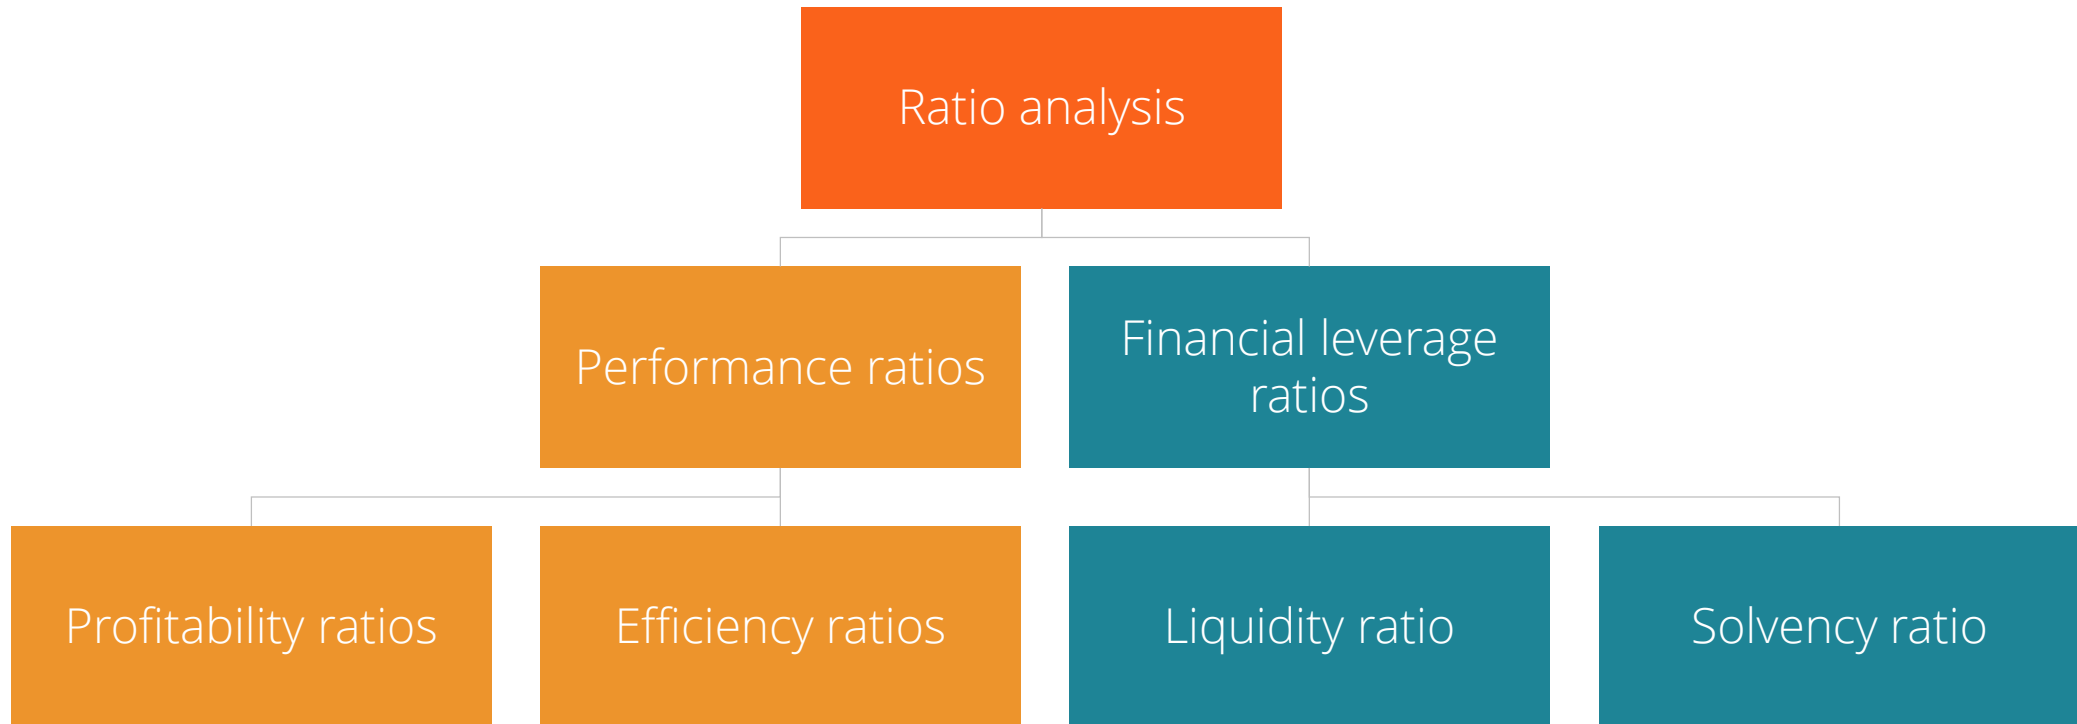 Ratio analysis
Performance ratios
Financial leverage
ratios
Profitability ratios
Efficiency ratios
Liquidity ratio
Solvency ratio